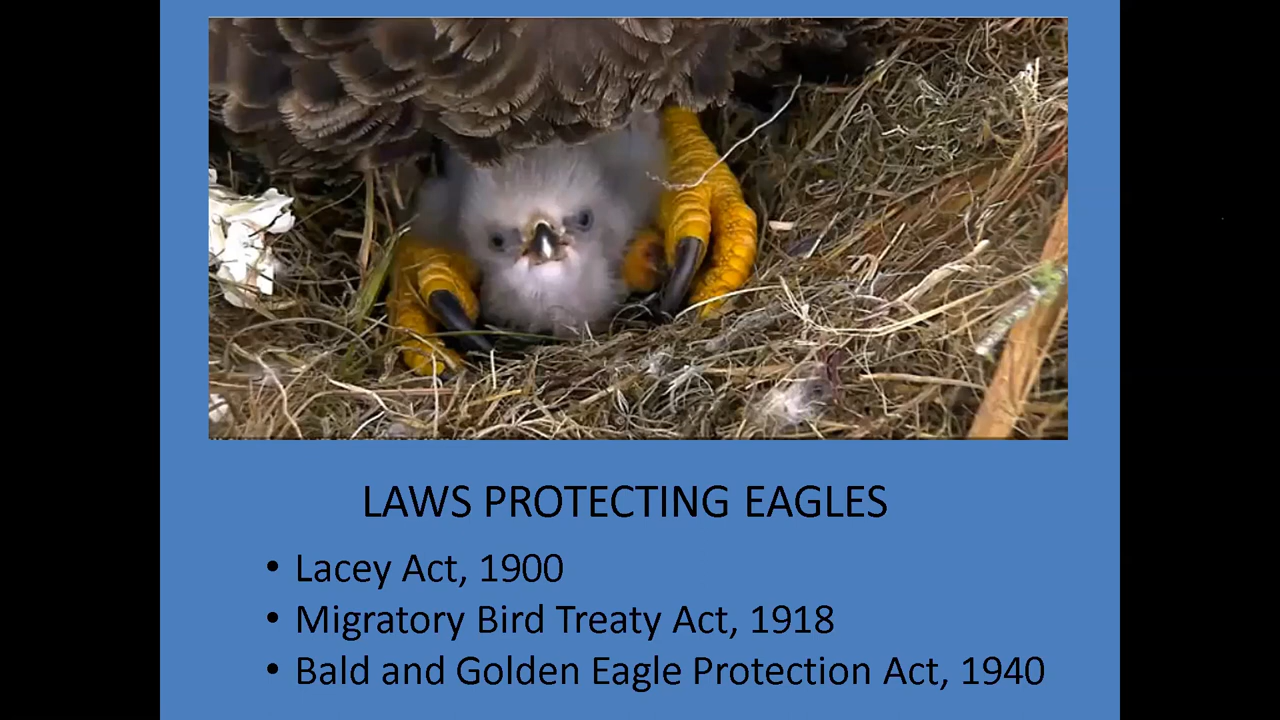 LAWS PROTECTING EAGLES
• Lacey Act, 1900
• Migratory Bird Treaty Act, 1918
• Bald and Golden Eagle Protection Act, 1940